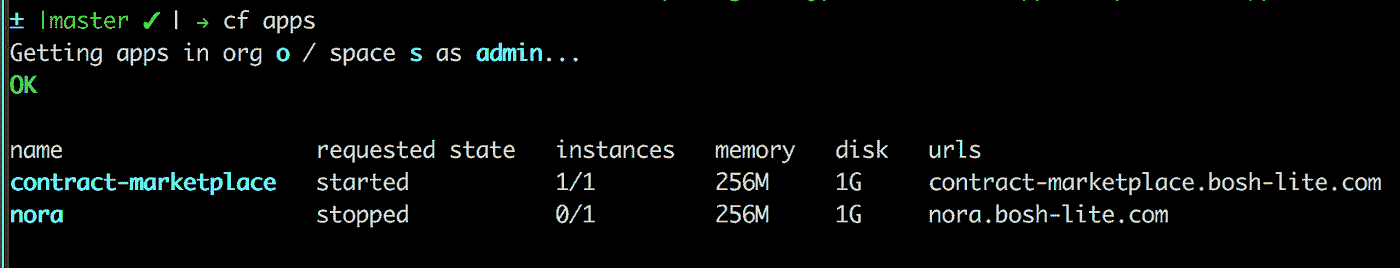 ± |master ✓ | → cf apps
Getting apps in org o / space s as admin...
OK
name requested state instances memory disk urls
contract-marketplace started 1/1 256M 1G contract-marketplace.bosh-lite.com
nora stopped 0/1 256M 1G nora.bosh-lite.com